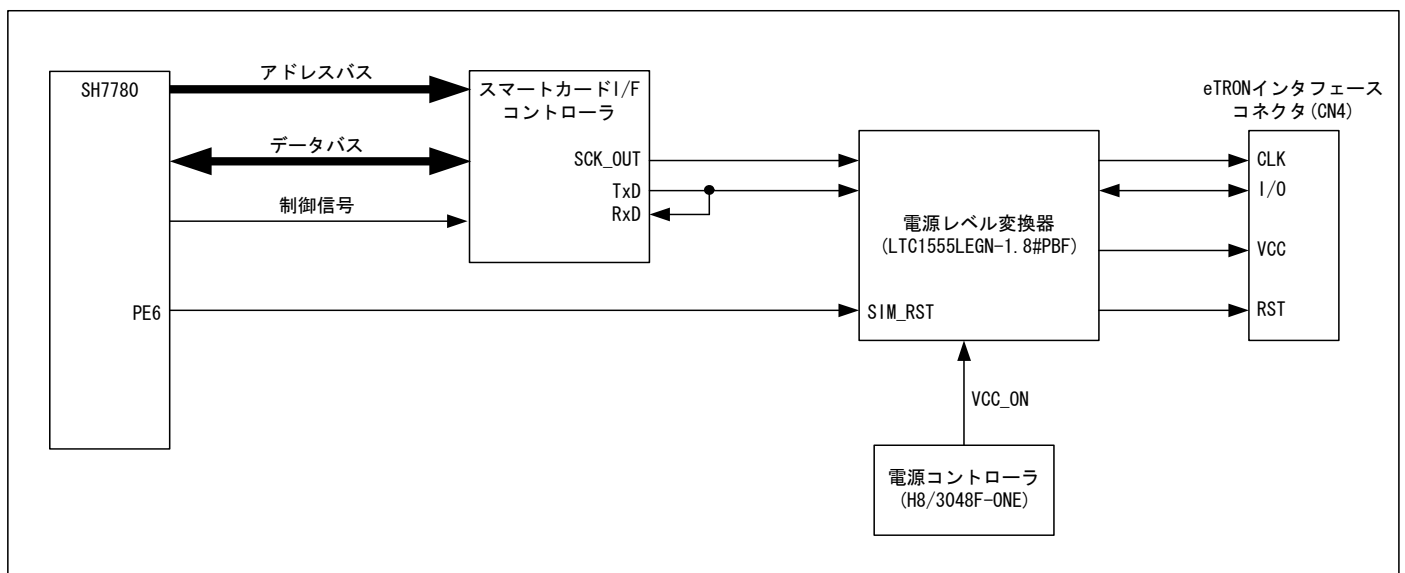 SH7780
アドレスバス
データバス
制御信号
PE6
スマートカードI/F
コントローラ
SCK_OUT
TxD
RxD
電源レベル変換器
(LTC1555LEGN-1.8#PBF)
SIM_RST
VCC_ON
電源コントローラ
(H8/3048F-ONE)
eTRONインタフェース
コネクタ(CN4)
CLK
I/O
VCC
RST